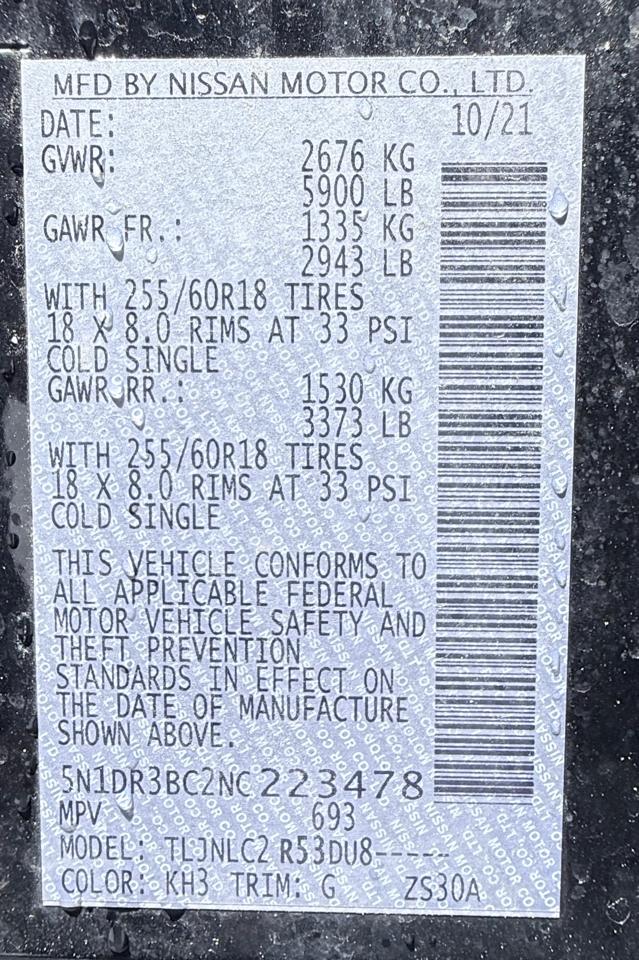 MFD BY NISSAN MOTOR CO., LTD.
DATE: 10/21
GVWR: 2676 KG
5900 LB
GAWR FR.: 1335 KG
2943 LB
WITH 255/60R18 TIRES
18 X 8.0 RIMS AT 33 PSI
COLD SINGLE
GAWR RR.: 1530 KG
3373 LB
WITH 255/60R18 TIRES
18 X 8.0 RIMS AT 33 PSI
COLD SINGLE
THIS VEHICLE CONFORMS TO
ALL APPLICABLE FEDERAL
MOTOR VEHICLE SAFETY AND
THEFT PREVENTION
STANDARDS IN EFFECT ON
THE DATE OF MANUFACTURE
SHOWN ABOVE.
5N1DR3BC2NC223478
MPV 693
MODEL: TLJNLC2 R53DU8-----
COLOR: KH3 TRIM: G ZS30A